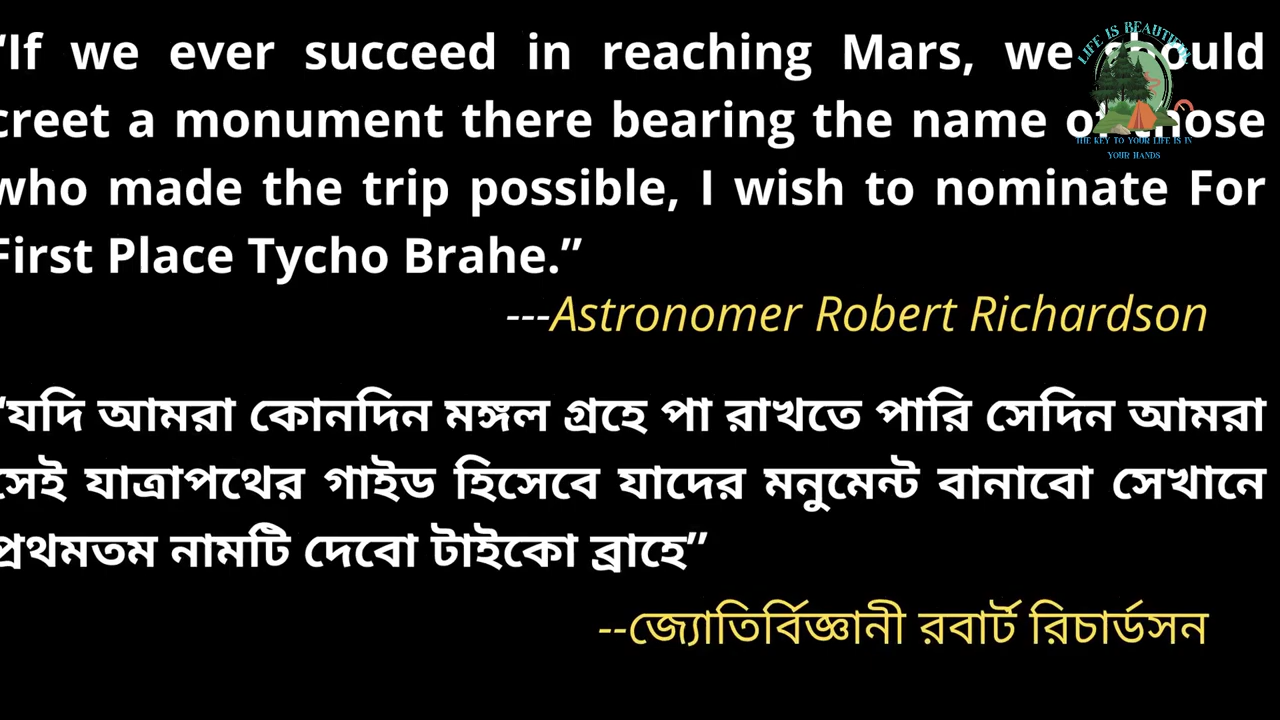 “If we ever succeed in reaching Mars, we should
creet a monument there bearing the name of those
who made the trip possible, I wish to nominate For
First Place Tycho Brahe.”
---Astronomer Robert Richardson
“যদি আমরা কোনদিন মঙ্গল গ্রহে পা রাখতে পারি সেদিন আমরা
সেই যাত্রাপথের গাইড হিসেবে যাদের মনুমেন্ট বানাবো সেখানে
প্রথমতম নামটি দেবো টাইকো ব্রাহে”
--জ্যোতির্বিজ্ঞানী রবার্ট রিচার্ডসন
LIFE IS BEAUTIFUL
THE KEY TO YOUR LIFE IS IN
YOUR HANDS